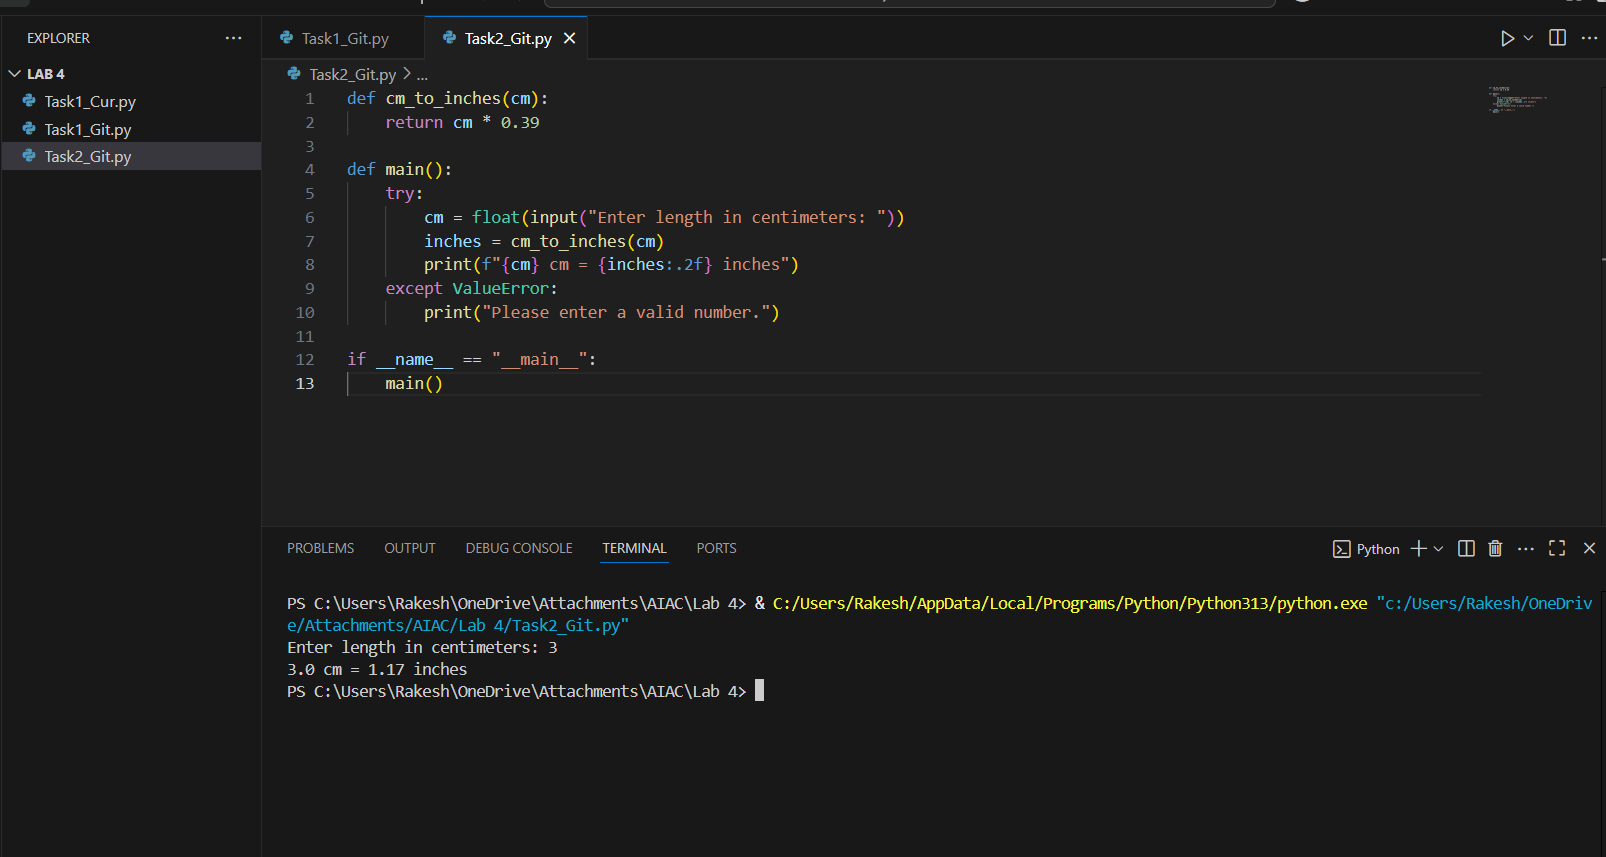 EXPLORER
LAB 4
Task1_Cur.py
Task1_Git.py
Task2_Git.py
Task1_Git.py
Task2_Git.py
Task2_Git.py > ...
1 def cm_to_inches(cm):
2     return cm * 0.39
3
4 def main():
5     try:
6         cm = float(input("Enter length in centimeters: "))
7         inches = cm_to_inches(cm)
8         print(f"{cm} cm = {inches:.2f} inches")
9     except ValueError:
10         print("Please enter a valid number.")
11
12 if __name__ == "__main__":
13     main()
PROBLEMS OUTPUT DEBUG CONSOLE TERMINAL PORTS
Python
PS C:\Users\Rakesh\OneDrive\Attachments\AIAC\Lab 4> & C:/Users/Rakesh/AppData/Local/Programs/Python/Python313/python.exe "c:/Users/Rakesh/OneDriv
e/Attachments/AIAC/Lab 4/Task2_Git.py"
Enter length in centimeters: 3
3.0 cm = 1.17 inches
PS C:\Users\Rakesh\OneDrive\Attachments\AIAC\Lab 4>